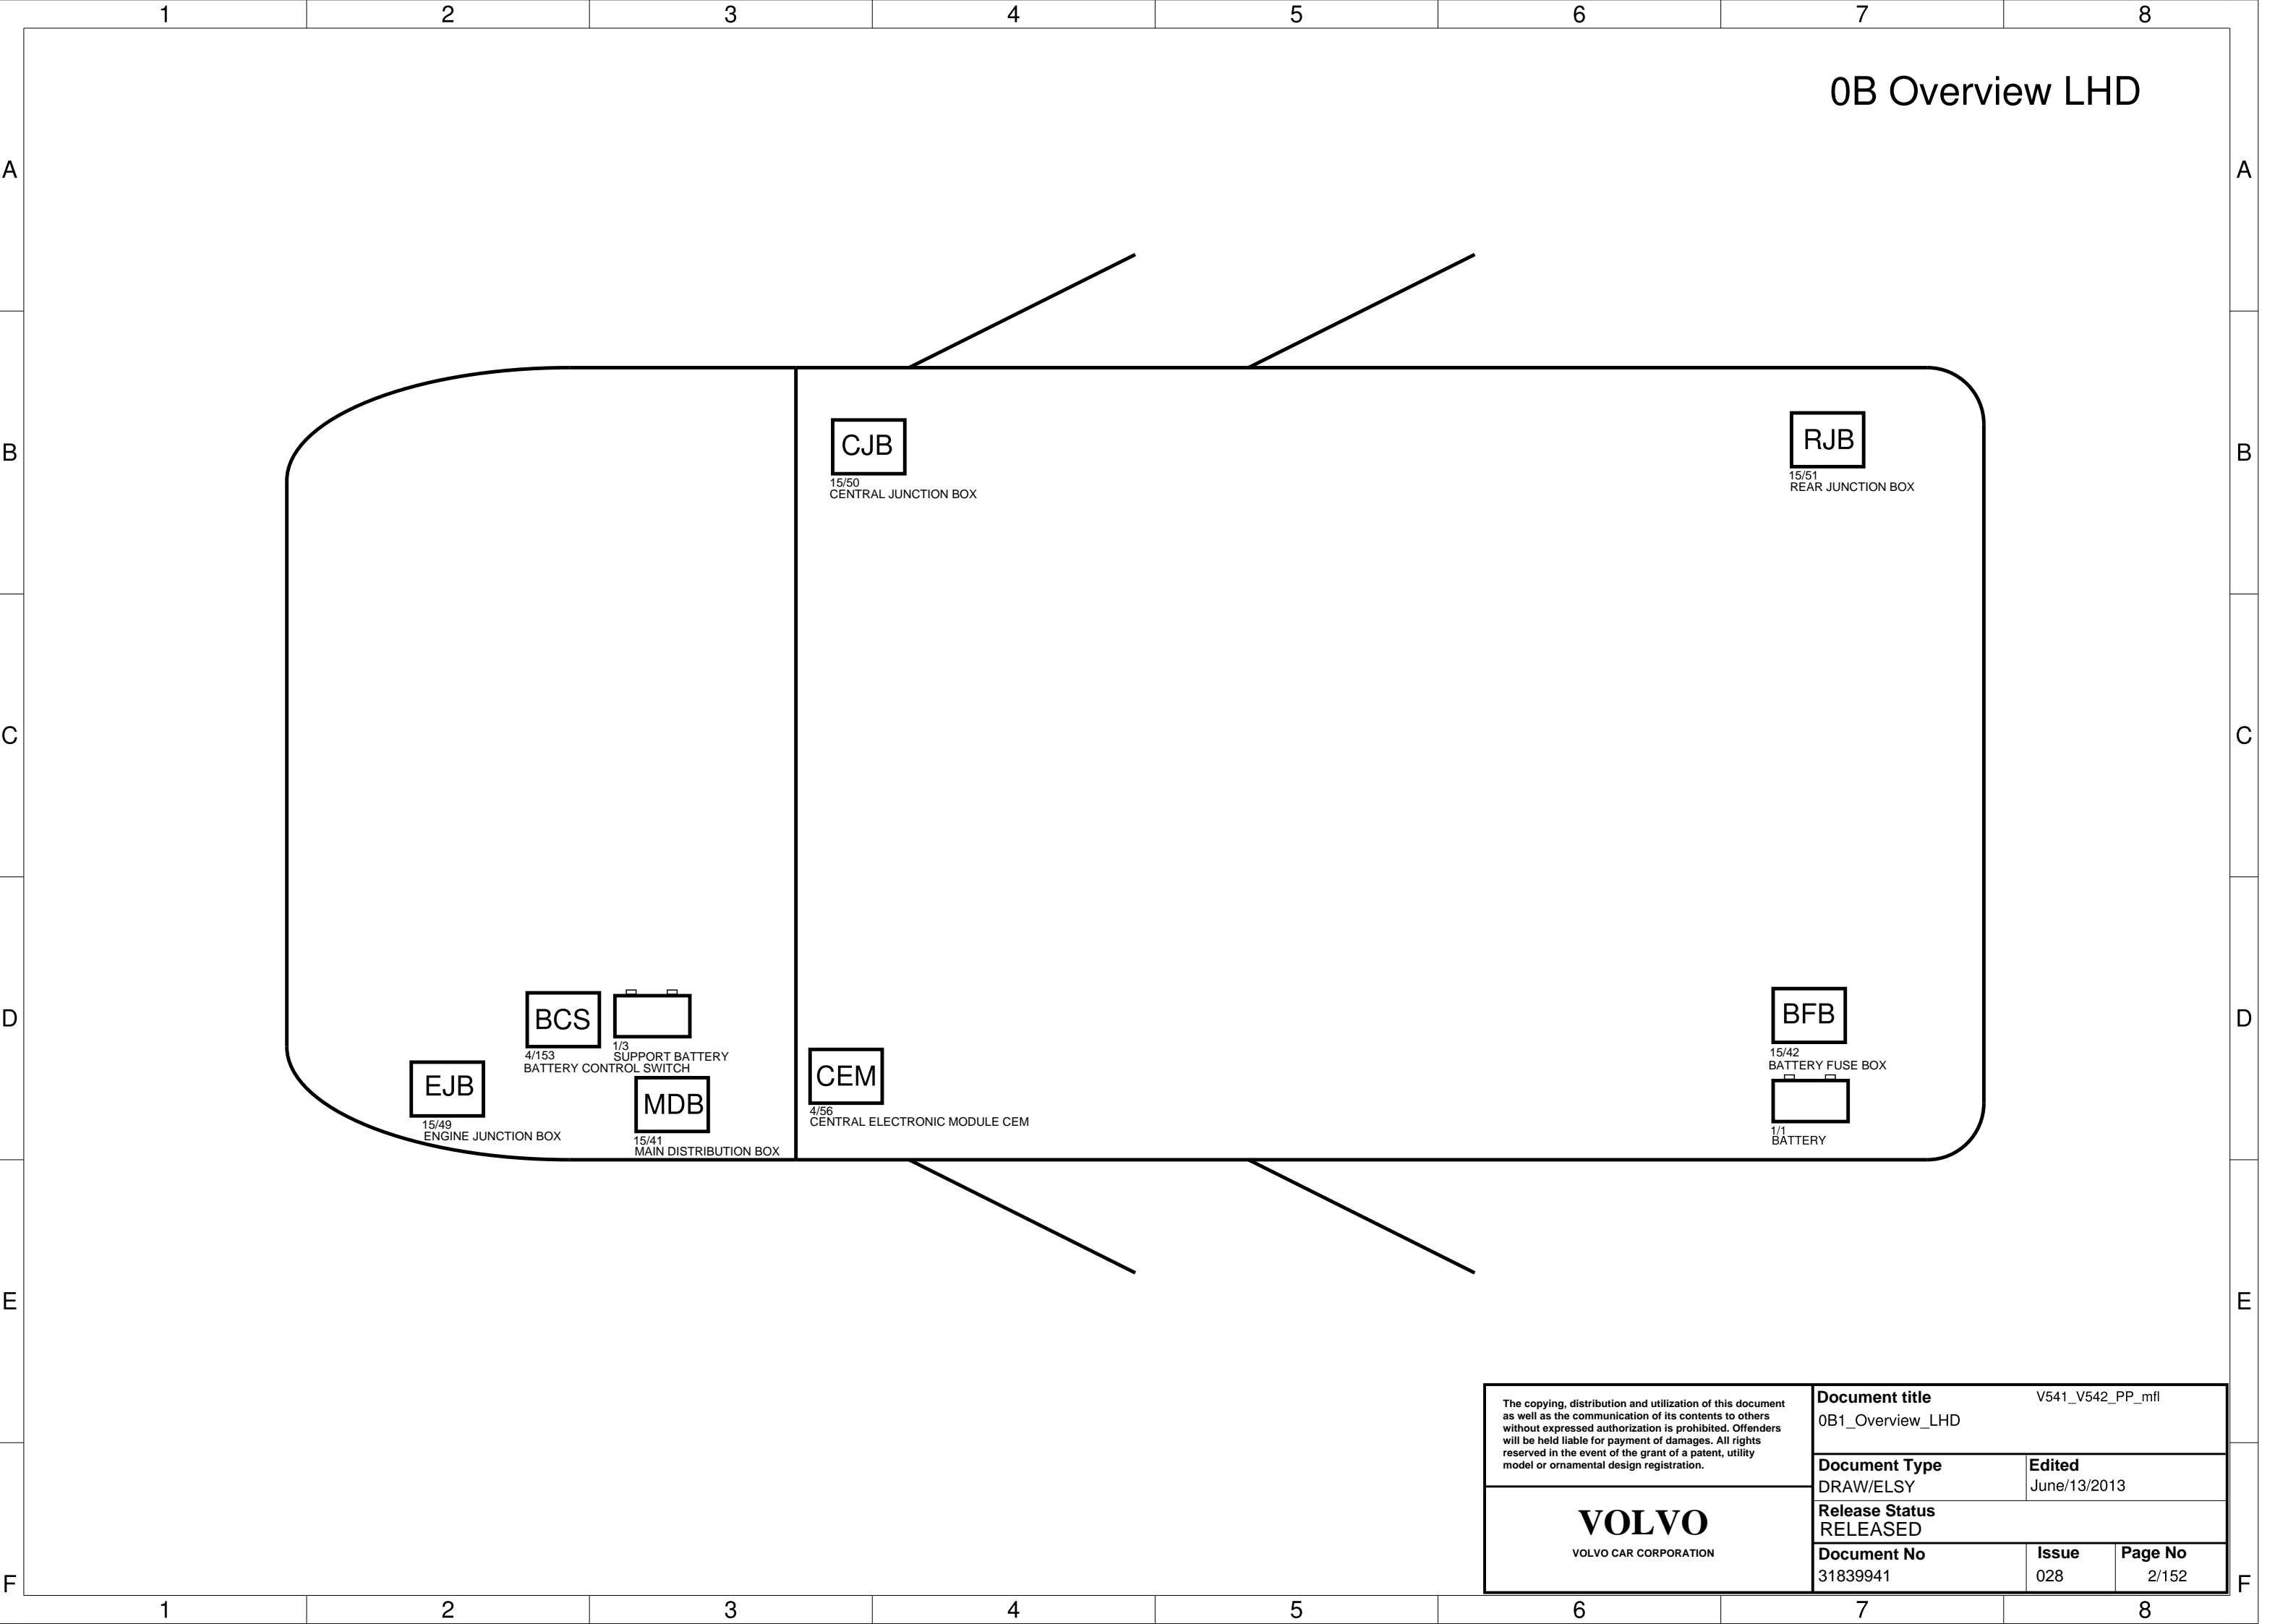 1 2 3 4 5 6 7 8
0B Overview LHD
A A
B B
CJB
15/50
CENTRAL JUNCTION BOX
RJB
15/51
REAR JUNCTION BOX
C C
D D
BCS
4/153
BATTERY CONTROL SWITCH
1/3
SUPPORT BATTERY
EJB
15/49
ENGINE JUNCTION BOX
MDB
15/41
MAIN DISTRIBUTION BOX
CEM
4/56
CENTRAL ELECTRONIC MODULE CEM
BFB
15/42
BATTERY FUSE BOX
1/1
BATTERY
E E
The copying, distribution and utilization of this document
as well as the communication of its contents to others
without expressed authorization is prohibited. Offenders
will be held liable for payment of damages. All rights
reserved in the event of the grant of a patent, utility
model or ornamental design registration.
VOLVO
VOLVO CAR CORPORATION
Document title V541_V542_PP_mfl
0B1_Overview_LHD
Document Type Edited
DRAW/ELSY June/13/2013
Release Status
RELEASED
Document No Issue Page No
31839941 028 2/152
F F
1 2 3 4 5 6 7 8